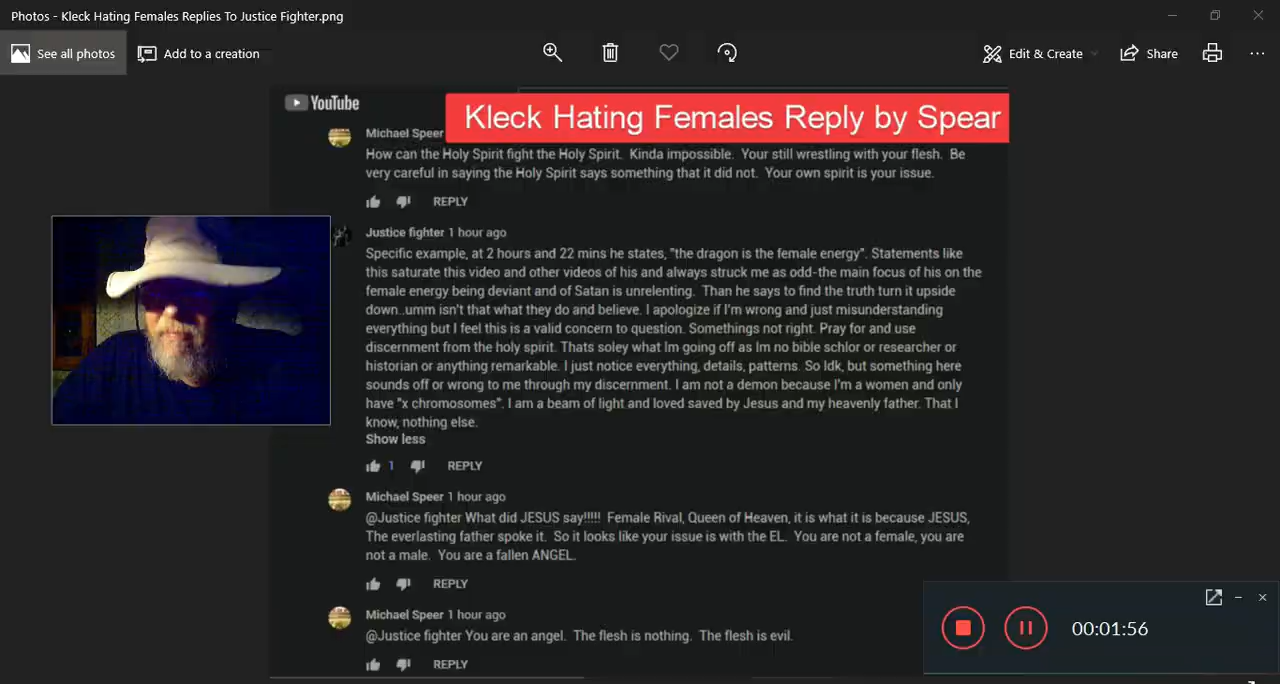 Photos - Kleck Hating Females Replies To Justice Fighter.png
See all photos
Add to a creation
Edit & Create
Share
YouTube
Kleck Hating Females Reply by Spear
Michael Speer
How can the Holy Spirit fight the Holy Spirit. Kinda impossible. Your still wrestling with your flesh. Be
very careful in saying the Holy Spirit says something that it did not. Your own spirit is your issue.
REPLY
Justice fighter 1 hour ago
Specific example, at 2 hours and 22 mins he states, "the dragon is the female energy". Statements like
this saturate this video and other videos of his and always struck me as odd-the main focus of his on the
female energy being deviant and of Satan is unrelenting. Than he says to find the truth turn it upside
down..umm isn't that what they do and believe. I apologize if I'm wrong and just misunderstanding
everything but I feel this is a valid concern to question. Somethings not right. Pray for and use
discernment from the holy spirit. Thats soley what Im going off as Im no bible schlor or researcher or
historian or anything remarkable. I just notice everything, details, patterns. So Idk, but something here
sounds off or wrong to me through my discernment. I am not a demon because I'm a women and only
have "x chromosomes". I am a beam of light and loved saved by Jesus and my heavenly father. That I
know, nothing else.
Show less
1
REPLY
Michael Speer 1 hour ago
@Justice fighter What did JESUS say!!!!! Female Rival, Queen of Heaven, it is what it is because JESUS,
The everlasting father spoke it. So it looks like your issue is with the EL. You are not a female, you are
not a male. You are a fallen ANGEL.
REPLY
Michael Speer 1 hour ago
@Justice fighter You are an angel. The flesh is nothing. The flesh is evil.
REPLY
00:01:56